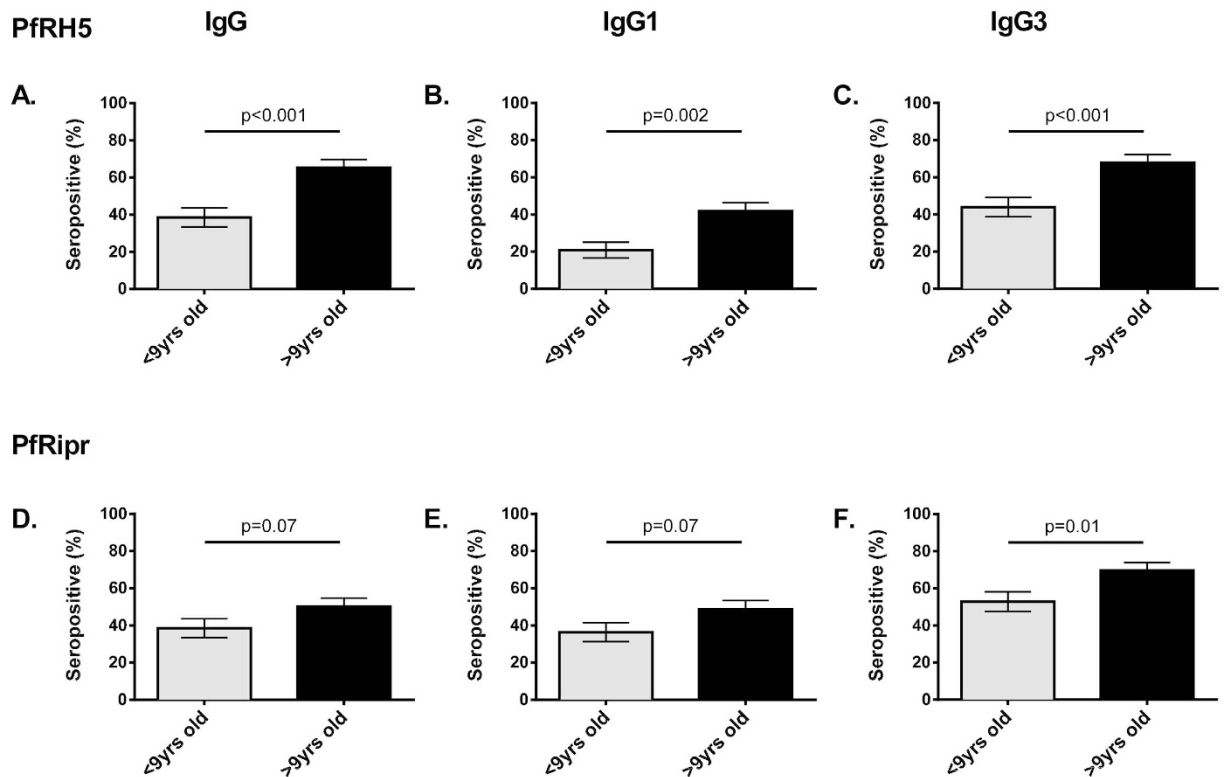 PfRH5 IgG IgG1 IgG3
A.
Seropositive (%)
100
80
60
40
20
0
p<0.001
<9yrs old
>9yrs old
B.
Seropositive (%)
100
80
60
40
20
0
p=0.002
<9yrs old
>9yrs old
C.
Seropositive (%)
100
80
60
40
20
0
p<0.001
<9yrs old
>9yrs old
PfRipr
D.
Seropositive (%)
100
80
60
40
20
0
p=0.07
<9yrs old
>9yrs old
E.
Seropositive (%)
100
80
60
40
20
0
p=0.07
<9yrs old
>9yrs old
F.
Seropositive (%)
100
80
60
40
20
0
p=0.01
<9yrs old
>9yrs old